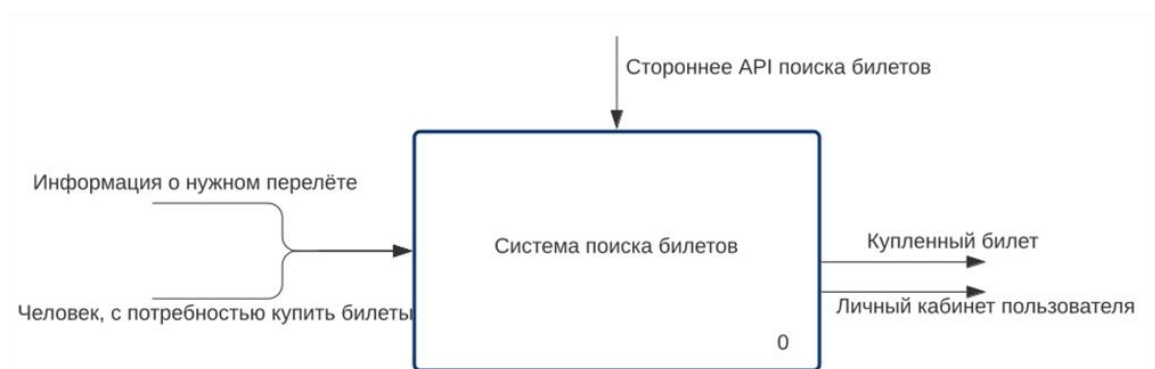 Стороннее API поиска билетов
Информация о нужном перелёте
Система поиска билетов
Купленный билет
Человек, с потребностью купить билеты
Личный кабинет пользователя
0